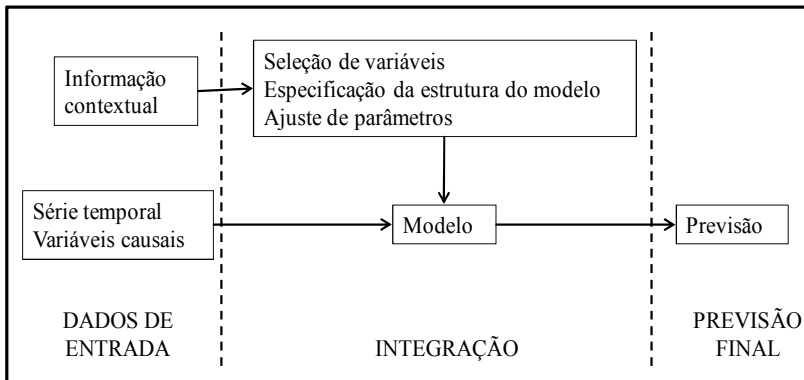 Informação
contextual
Seleção de variáveis
Especificação da estrutura do modelo
Ajuste de parâmetros
Série temporal
Variáveis causais
Modelo
Previsão
DADOS DE
ENTRADA
INTEGRAÇÃO
PREVISÃO
FINAL